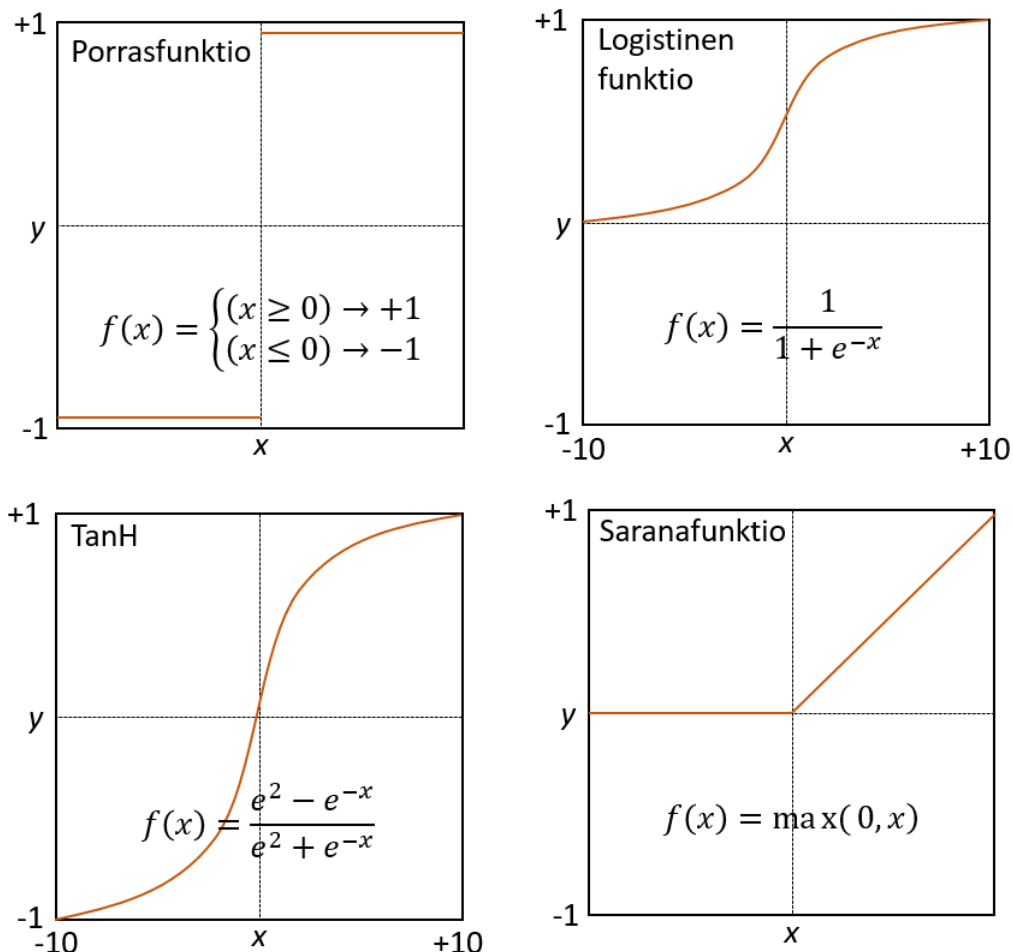 +1
Porrasfunktio
y
f(x) = {(x ≥ 0) → +1
(x ≤ 0) → −1
-1
x
+1
Logistinen
funktio
y
f(x) = 1 / (1 + e^{−x})
-1
-10
x
+10
+1
TanH
y
f(x) = (e^2 − e^{−x}) / (e^2 + e^{−x})
-1
-10
x
+10
+1
Saranafunktio
y
f(x) = max( 0, x)
-1
x